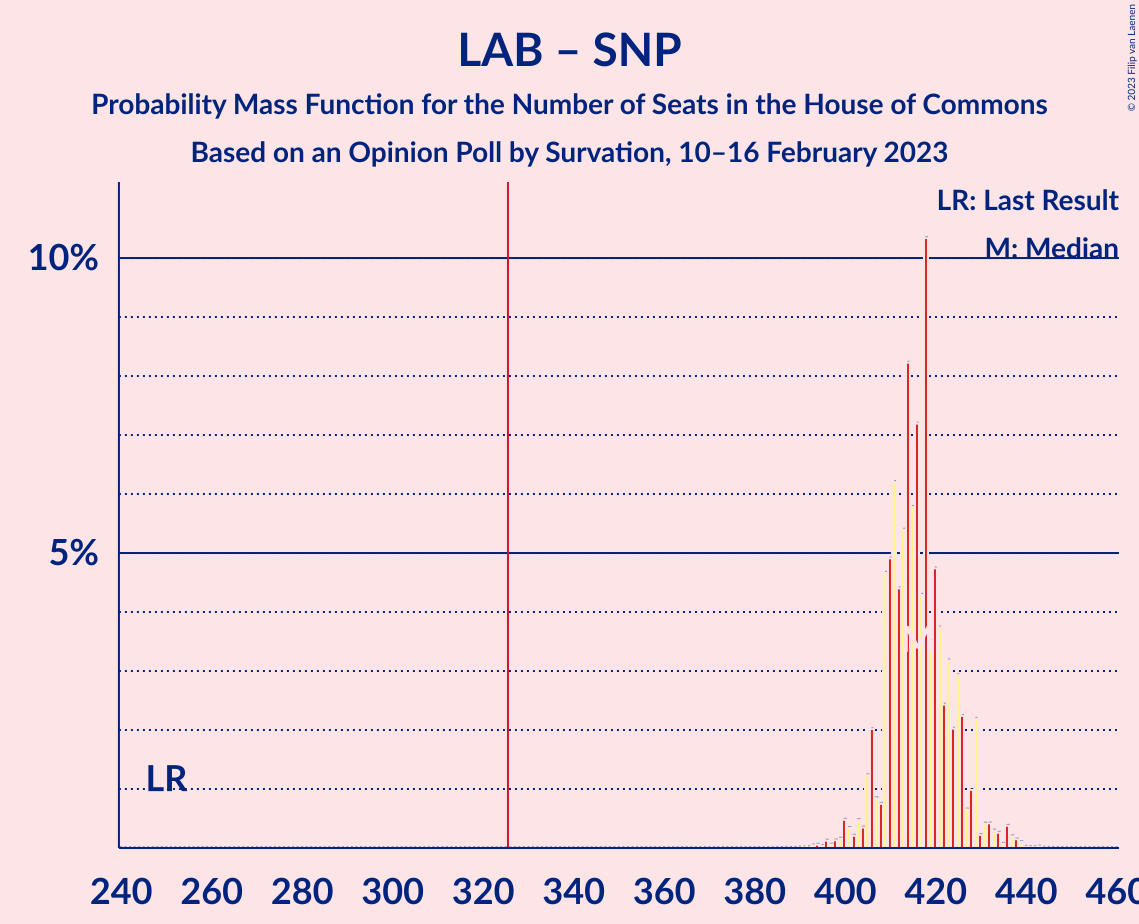 LAB – SNP
Probability Mass Function for the Number of Seats in the House of Commons
Based on an Opinion Poll by Survation, 10–16 February 2023
© 2023 Filip van Laenen
LR: Last Result
M: Median
10%
5%
M
LR
240 260 280 300 320 340 360 380 400 420 440 460